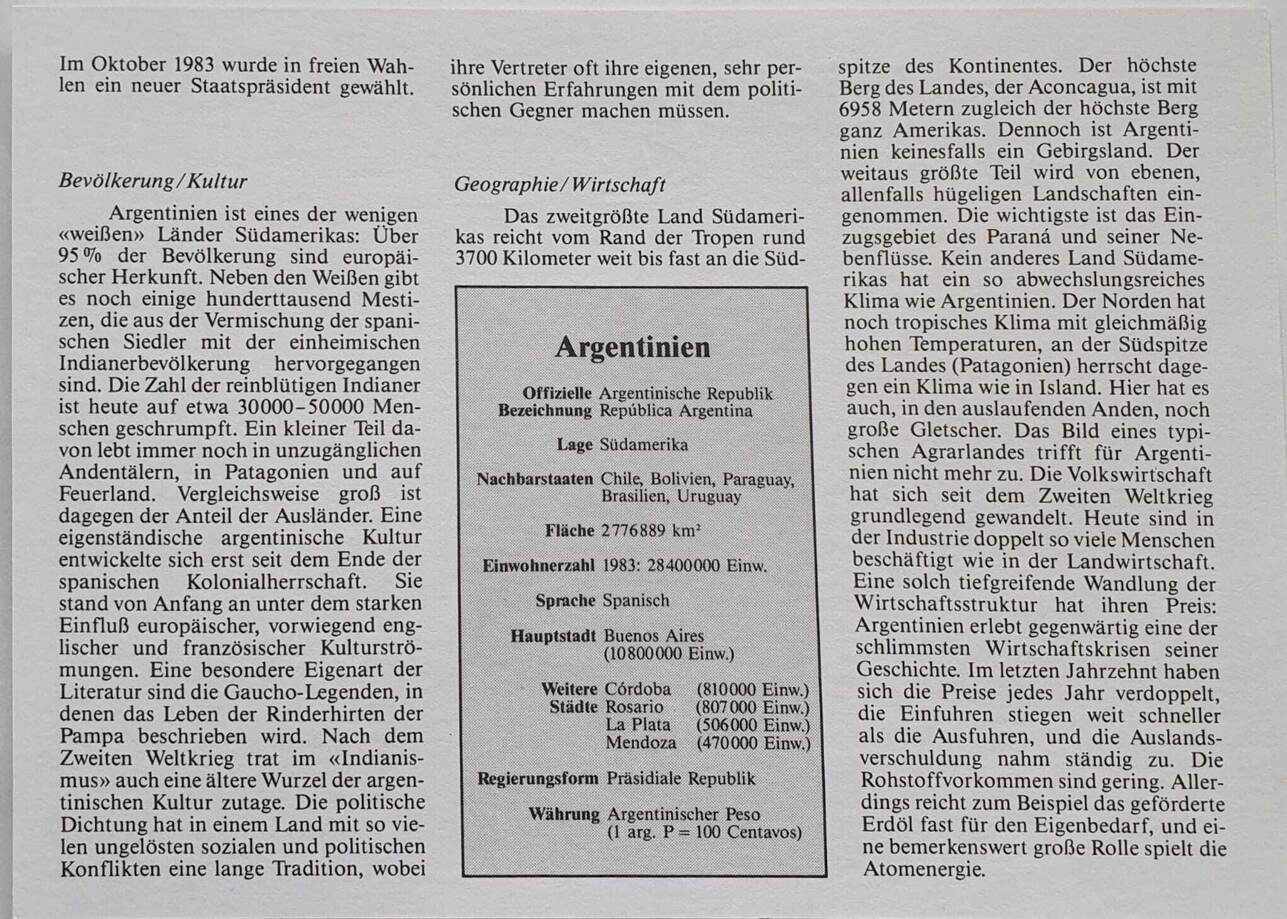 Im Oktober 1983 wurde in freien Wah-
len ein neuer Staatspräsident gewählt.
Bevölkerung/Kultur
Argentinien ist eines der wenigen
«weißen» Länder Südamerikas: Über
95% der Bevölkerung sind europäi-
scher Herkunft. Neben den Weißen gibt
es noch einige hunderttausend Mesti-
zen, die aus der Vermischung der spani-
schen Siedler mit der einheimischen
Indianerbevölkerung hervorgegangen
sind. Die Zahl der reinblütigen Indianer
ist heute auf etwa 30000–50000 Men-
schen geschrumpft. Ein kleiner Teil da-
von lebt immer noch in unzugänglichen
Andentälern, in Patagonien und auf
Feuerland. Vergleichsweise groß ist
dagegen der Anteil der Ausländer. Eine
eigenständische argentinische Kultur
entwickelte sich erst seit dem Ende der
spanischen Kolonialherrschaft. Sie
stand von Anfang an unter dem starken
Einfluß europäischer, vorwiegend eng-
lischer und französischer Kulturströ-
mungen. Eine besondere Eigenart der
Literatur sind die Gaucho-Legenden, in
denen das Leben der Rinderhirten der
Pampa beschrieben wird. Nach dem
Zweiten Weltkrieg trat im «Indianis-
mus» auch eine ältere Wurzel der argen-
tinischen Kultur zutage. Die politische
Dichtung hat in einem Land mit so vie-
len ungelösten sozialen und politischen
Konflikten eine lange Tradition, wobei
ihre Vertreter oft ihre eigenen, sehr per-
sönlichen Erfahrungen mit dem politi-
schen Gegner machen müssen.
Geographie/Wirtschaft
Das zweitgrößte Land Südameri-
kas reicht vom Rand der Tropen rund
3700 Kilometer weit bis fast an die Süd-
Argentinien
Offizielle Argentinische Republik
Bezeichnung República Argentina
Lage Südamerika
Nachbarstaaten Chile, Bolivien, Paraguay,
Brasilien, Uruguay
Fläche 2776889 km²
Einwohnerzahl 1983: 28400000 Einw.
Sprache Spanisch
Hauptstadt Buenos Aires
(10800000 Einw.)
Weitere Córdoba (810000 Einw.)
Städte Rosario (807000 Einw.)
La Plata (506000 Einw.)
Mendoza (470000 Einw.)
Regierungsform Präsidiale Republik
Währung Argentinischer Peso
(1 arg. P = 100 Centavos)
spitze des Kontinentes. Der höchste
Berg des Landes, der Aconcagua, ist mit
6958 Metern zugleich der höchste Berg
ganz Amerikas. Dennoch ist Argenti-
nien keinesfalls ein Gebirgsland. Der
weitaus größte Teil wird von ebenen,
allenfalls hügeligen Landschaften ein-
genommen. Die wichtigste ist das Ein-
zugsgebiet des Paraná und seiner Ne-
benflüsse. Kein anderes Land Südame-
rikas hat ein so abwechslungsreiches
Klima wie Argentinien. Der Norden hat
noch tropisches Klima mit gleichmäßig
hohen Temperaturen, an der Südspitze
des Landes (Patagonien) herrscht dage-
gen ein Klima wie in Island. Hier hat es
auch, in den auslaufenden Anden, noch
große Gletscher. Das Bild eines typi-
schen Agrarlandes trifft für Argenti-
nien nicht mehr zu. Die Volkswirtschaft
hat sich seit dem Zweiten Weltkrieg
grundlegend gewandelt. Heute sind in
der Industrie doppelt so viele Menschen
beschäftigt wie in der Landwirtschaft.
Eine solch tiefgreifende Wandlung der
Wirtschaftsstruktur hat ihren Preis:
Argentinien erlebt gegenwärtig eine der
schlimmsten Wirtschaftskrisen seiner
Geschichte. Im letzten Jahrzehnt haben
sich die Preise jedes Jahr verdoppelt,
die Einfuhren stiegen weit schneller
als die Ausfuhren, und die Auslands-
verschuldung nahm ständig zu. Die
Rohstoffvorkommen sind gering. Aller-
dings reicht zum Beispiel das geförderte
Erdöl fast für den Eigenbedarf, und ei-
ne bemerkenswert große Rolle spielt die
Atomenergie.